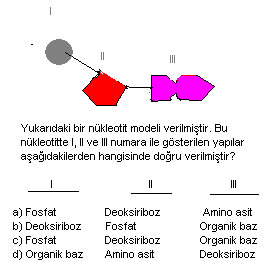 I
II
III
Yukarıdaki bir nükleotit modeli verilmiştir. Bu
nükleotitte I, II ve III numara ile gösterilen yapılar
aşağıdakilerden hangisinde doğru verilmiştir?
I II III
a) Fosfat Deoksiriboz Amino asit
b) Deoksiriboz Fosfat Organik baz
c) Fosfat Deoksiriboz Organik baz
d) Organik baz Amino asit Deoksiriboz